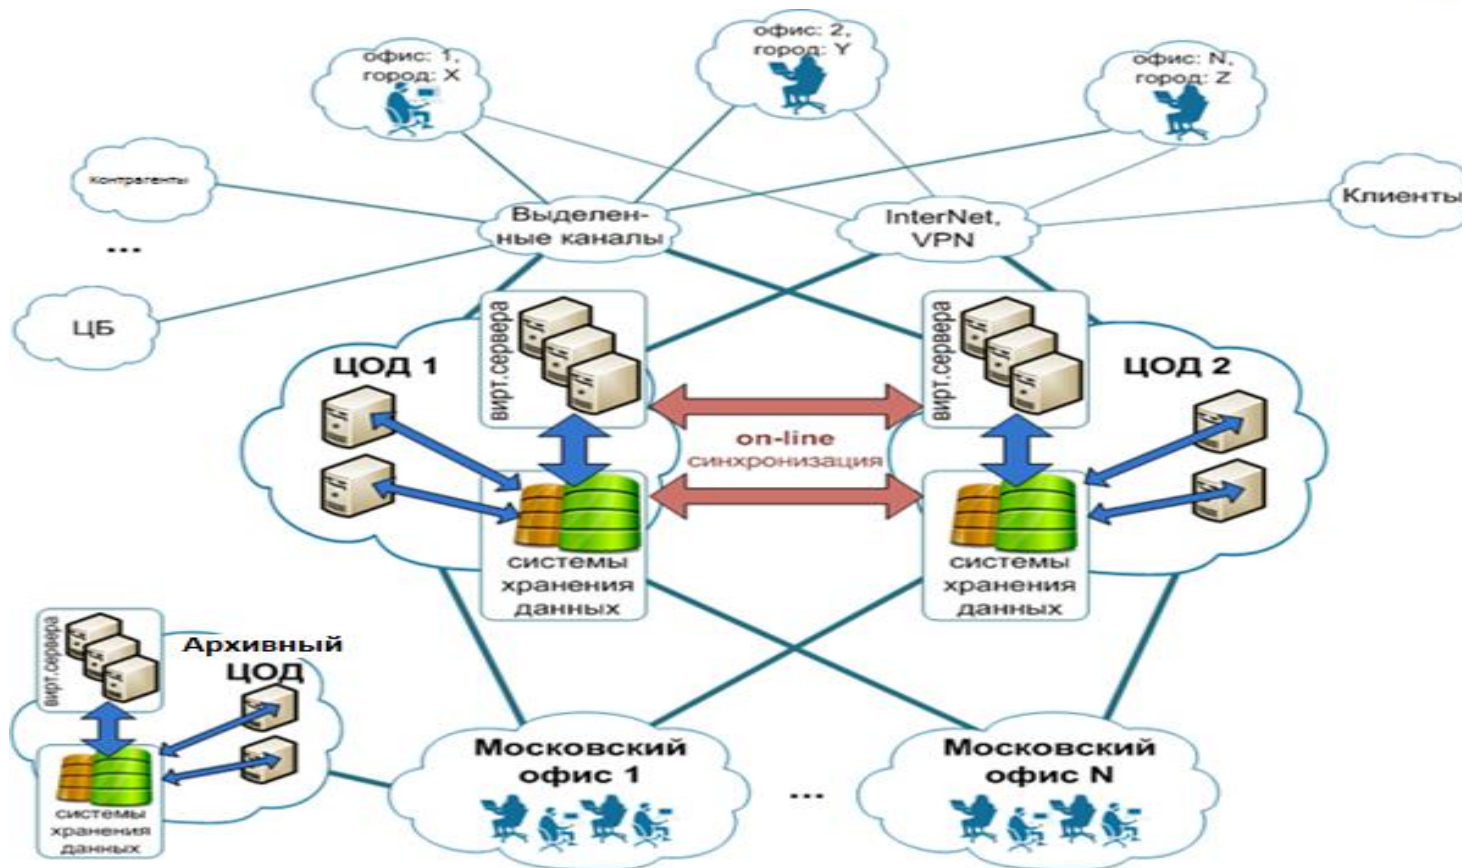 офис: 1,
город: X
офис: 2,
город: Y
офис: N,
город: Z
контрагенты
...
ЦБ
Выделен-
ные каналы
InterNet,
VPN
Клиенты
ЦОД 1
вирт.сервера
системы
хранения
данных
on-line
синхронизация
вирт.сервера
ЦОД 2
системы
хранения
данных
вирт.сервера
Архивный
ЦОД
системы
хранения
данных
Московский
офис 1
...
Московский
офис N